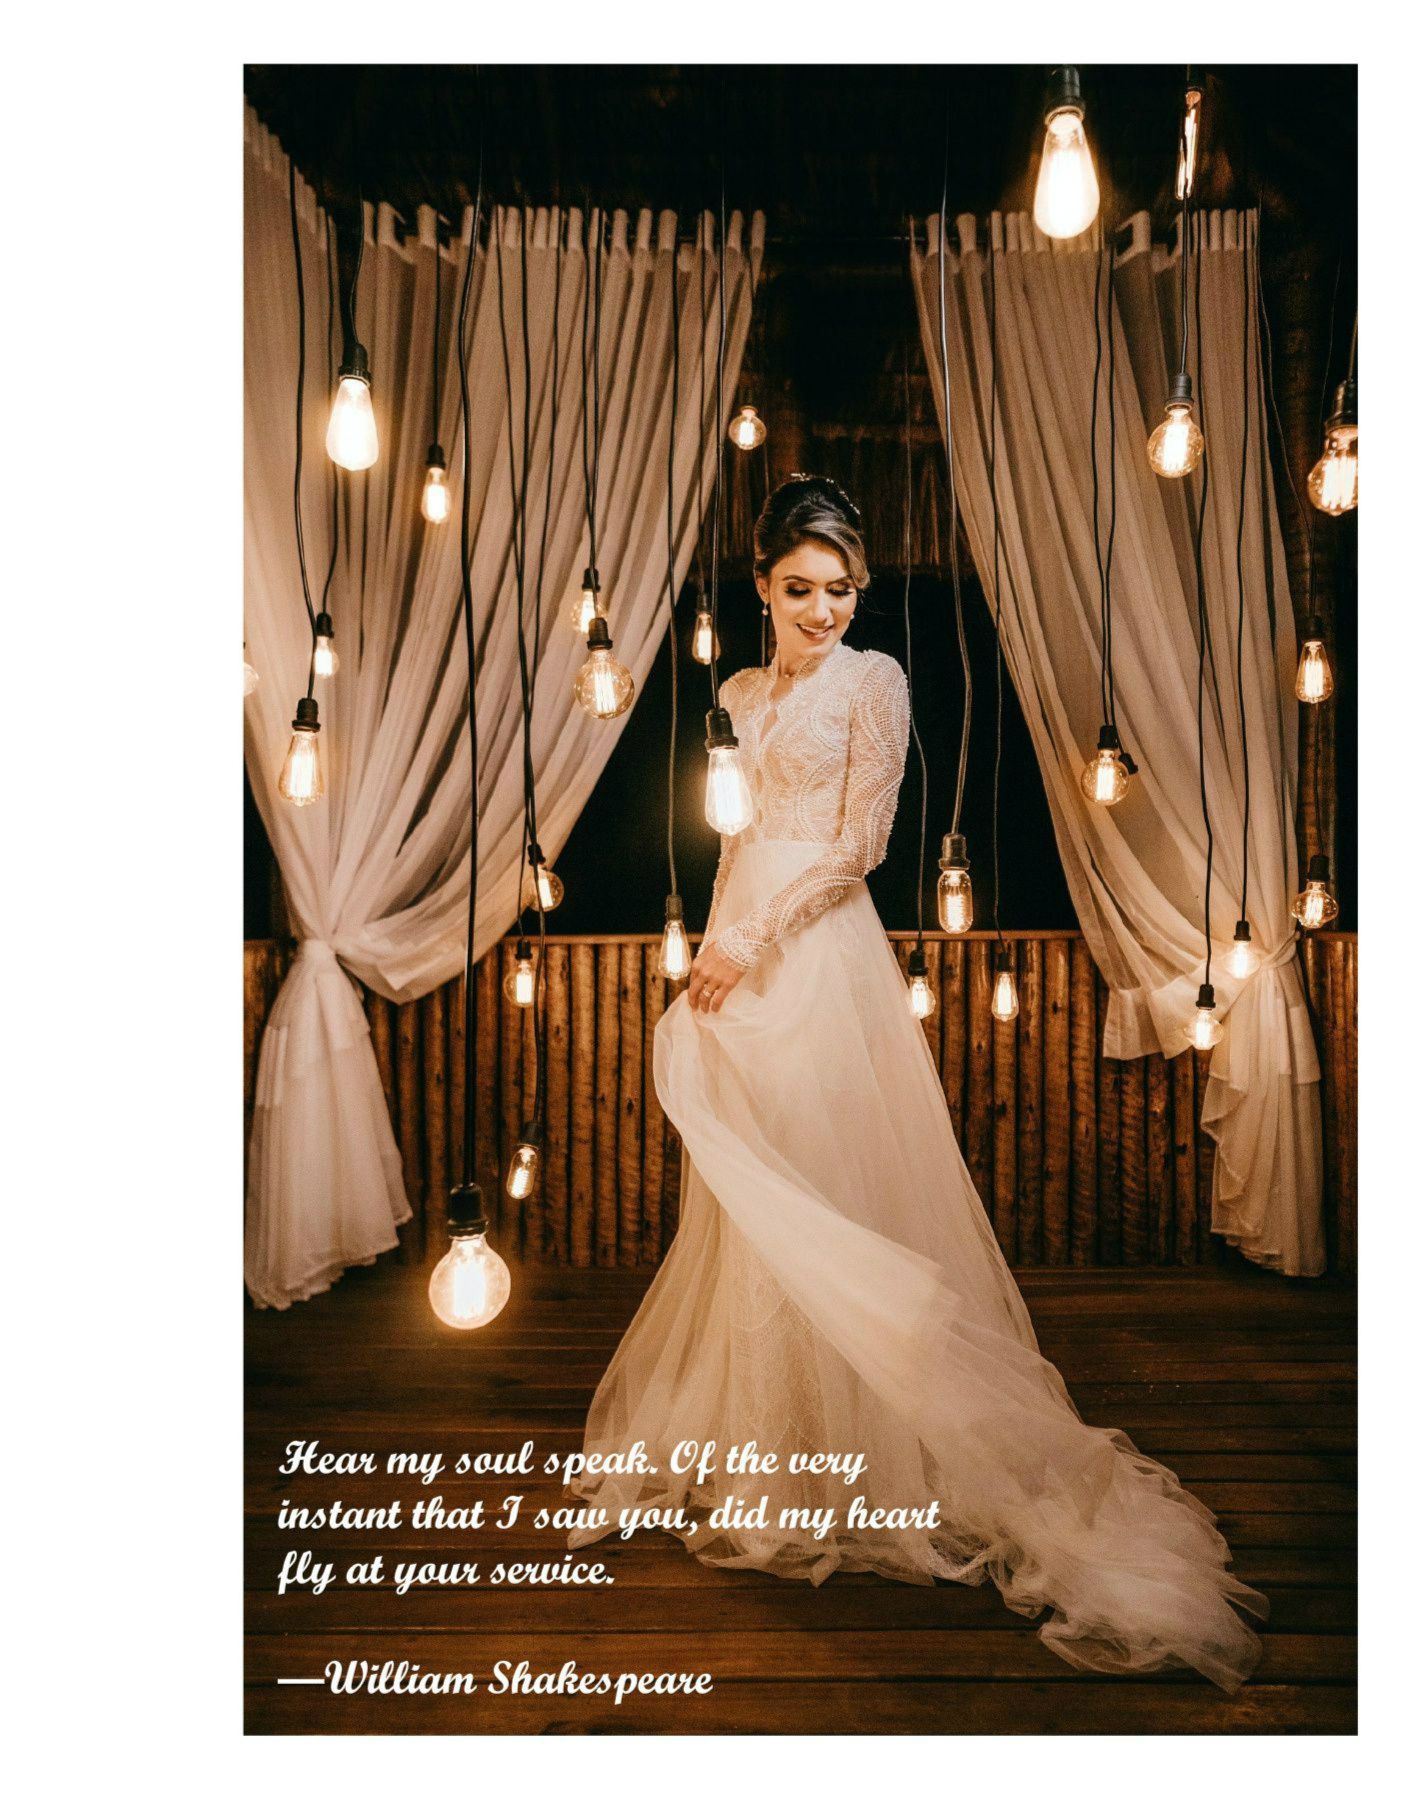 Hear my soul speak. Of the very
instant that I saw you, did my heart
fly at your service.
—William Shakespeare